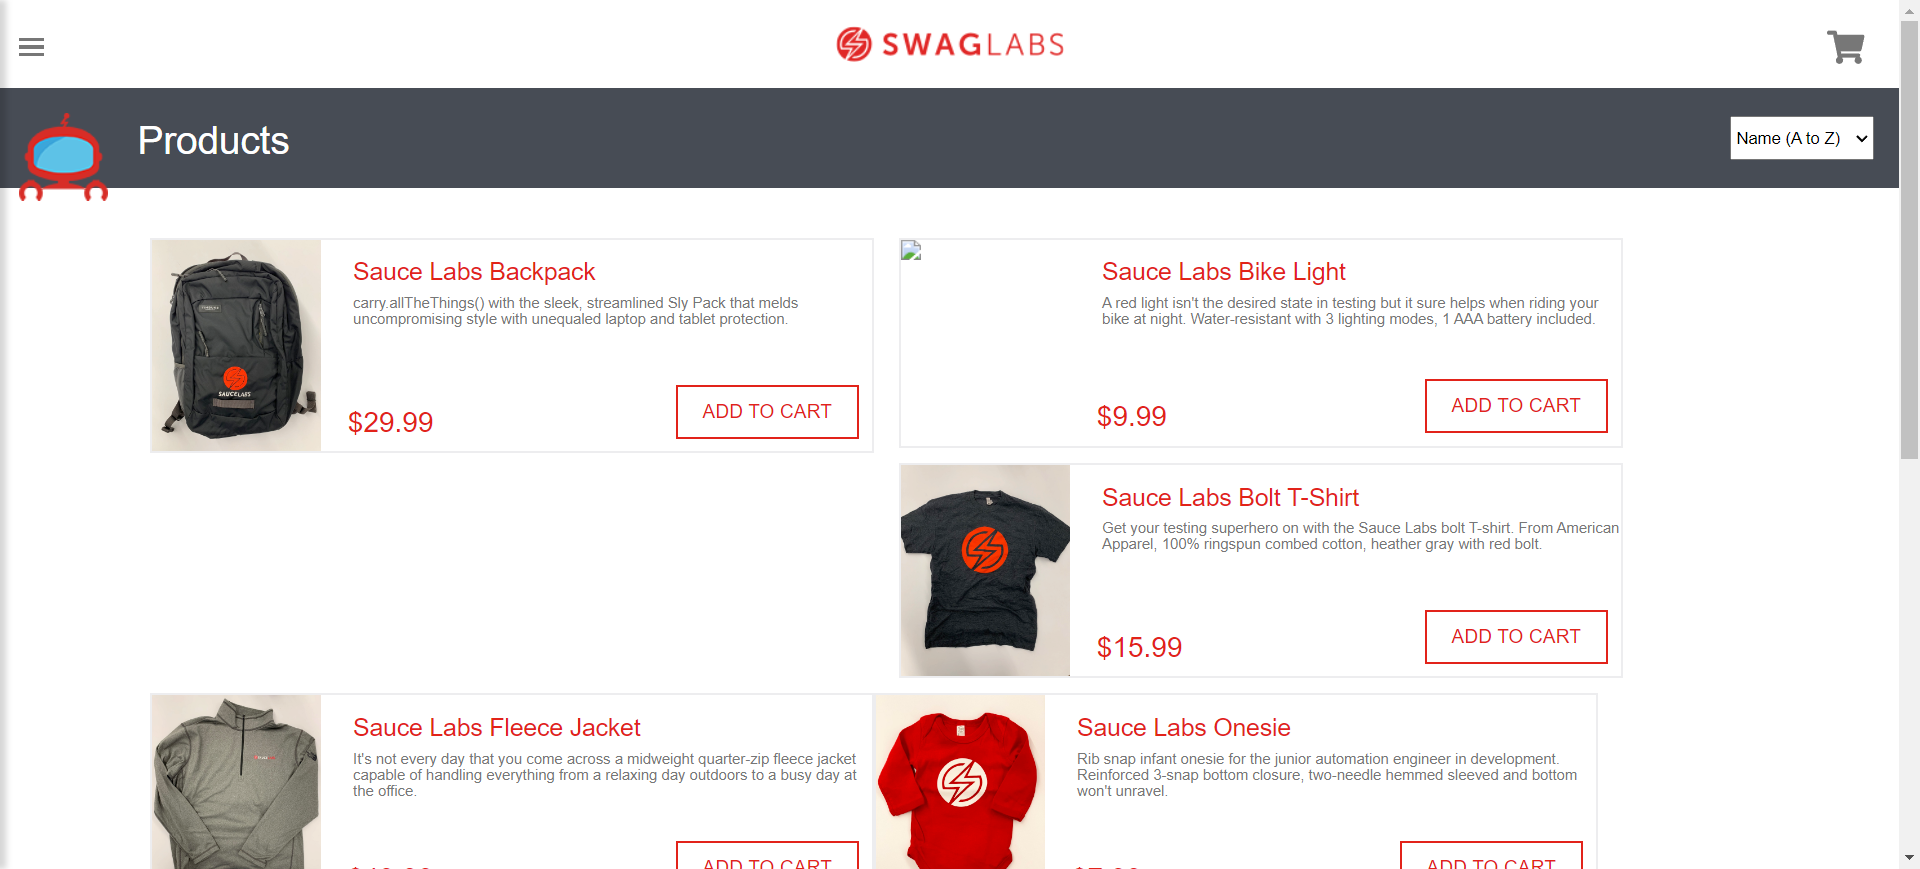 SWAGLABS
Products
Name (A to Z)
Sauce Labs Backpack
carry.allTheThings() with the sleek, streamlined Sly Pack that melds
uncompromising style with unequaled laptop and tablet protection.
$29.99
ADD TO CART
SAUCELABS
Sauce Labs Bike Light
A red light isn't the desired state in testing but it sure helps when riding your
bike at night. Water-resistant with 3 lighting modes, 1 AAA battery included.
$9.99
ADD TO CART
Sauce Labs Bolt T-Shirt
Get your testing superhero on with the Sauce Labs bolt T-shirt. From American
Apparel, 100% ringspun combed cotton, heather gray with red bolt.
$15.99
ADD TO CART
Sauce Labs Fleece Jacket
It's not every day that you come across a midweight quarter-zip fleece jacket
capable of handling everything from a relaxing day outdoors to a busy day at
the office.
ADD TO CART
Sauce Labs Onesie
Rib snap infant onesie for the junior automation engineer in development.
Reinforced 3-snap bottom closure, two-needle hemmed sleeved and bottom
won't unravel.
ADD TO CART